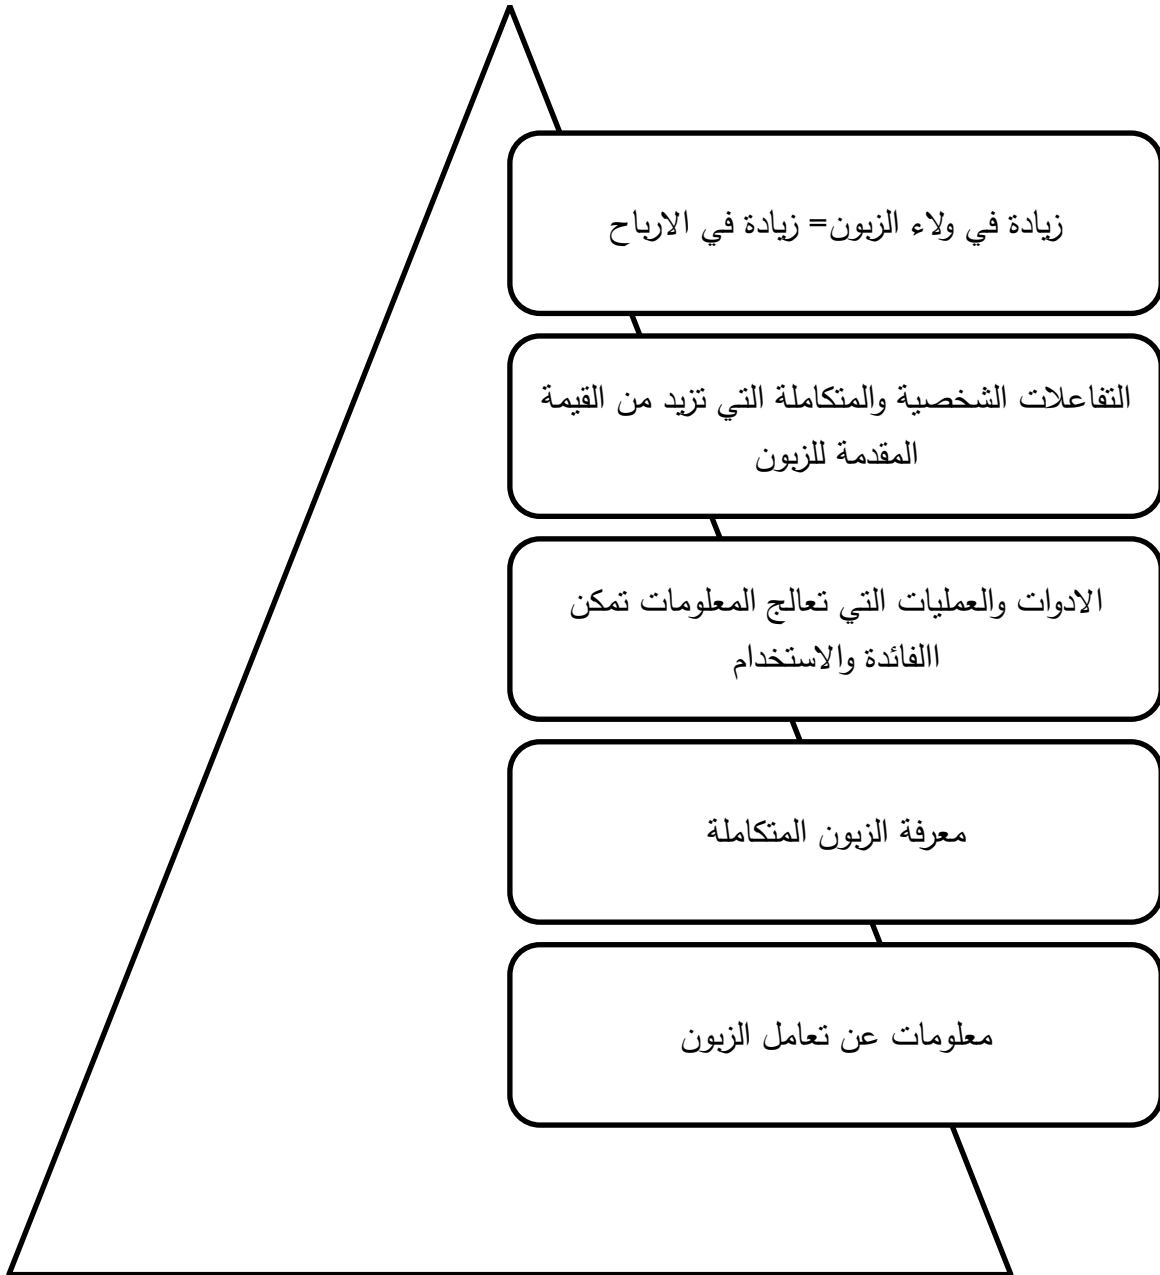 زيادة في ولاء الزبون= زيادة في الارباح
التفاعلات الشخصية والمتكاملة التي تزيد من القيمة
المقدمة للزبون
الادوات والعمليات التي تعالج المعلومات تمكن
االفائدة والاستخدام
معرفة الزبون المتكاملة
معلومات عن تعامل الزبون